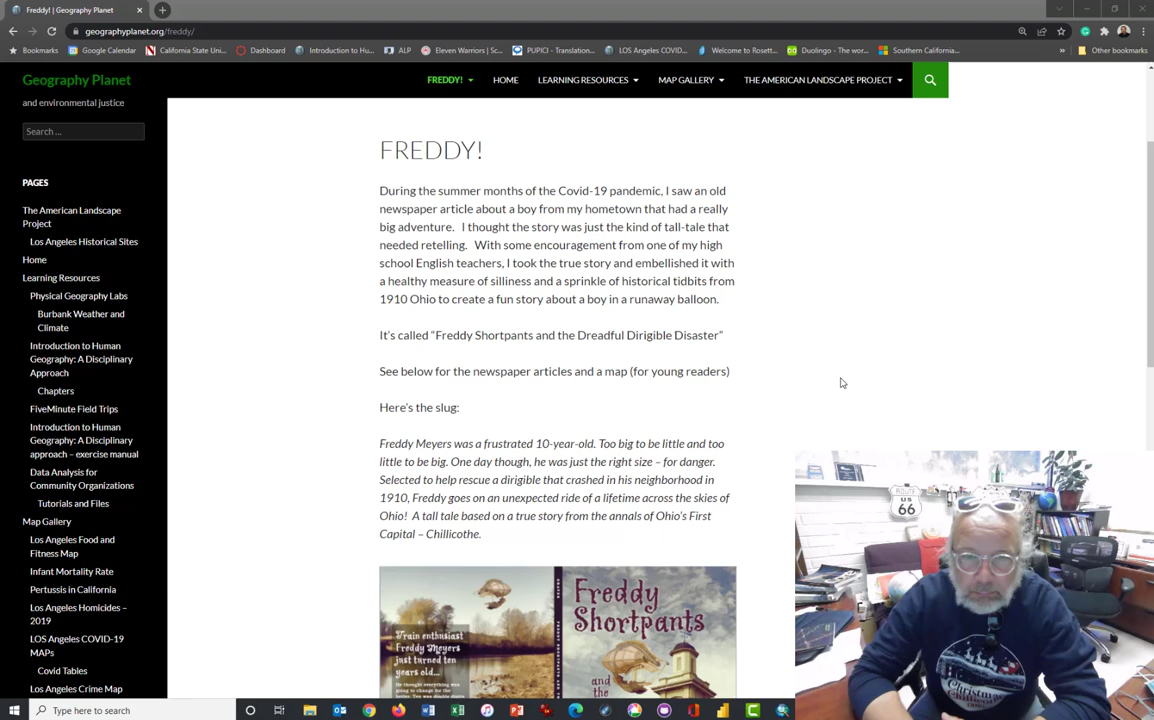 Freddy! | Geography Planet
geographyplanet.org/freddy/
Bookmarks
Google Calendar
California State Uni...
Dashboard
Introduction to Hu...
ALP
Eleven Warriors | Sc...
PUPICI - Translation...
LOS Angeles COVID...
Welcome to Rosett...
Duolingo - The wor...
Southern California...
Other bookmarks
Geography Planet
and environmental justice
FREDDY!
HOME
LEARNING RESOURCES
MAP GALLERY
THE AMERICAN LANDSCAPE PROJECT
Search ...
PAGES
The American Landscape
Project
Los Angeles Historical Sites
Home
Learning Resources
Physical Geography Labs
Burbank Weather and
Climate
Introduction to Human
Geography: A Disciplinary
Approach
Chapters
FiveMinute Field Trips
Introduction to Human
Geography: A Disciplinary
approach – exercise manual
Data Analysis for
Community Organizations
Tutorials and Files
Map Gallery
Los Angeles Food and
Fitness Map
Infant Mortality Rate
Pertussis in California
Los Angeles Homicides –
2019
LOS Angeles COVID-19
MAPs
Covid Tables
Los Angeles Crime Map
FREDDY!
During the summer months of the Covid-19 pandemic, I saw an old
newspaper article about a boy from my hometown that had a really
big adventure. I thought the story was just the kind of tall-tale that
needed retelling. With some encouragement from one of my high
school English teachers, I took the true story and embellished it with
a healthy measure of silliness and a sprinkle of historical tidbits from
1910 Ohio to create a fun story about a boy in a runaway balloon.
It's called "Freddy Shortpants and the Dreadful Dirigible Disaster"
See below for the newspaper articles and a map (for young readers)
Here's the slug:
Freddy Meyers was a frustrated 10-year-old. Too big to be little and too
little to be big. One day though, he was just the right size – for danger.
Selected to help rescue a dirigible that crashed in his neighborhood in
1910, Freddy goes on an unexpected ride of a lifetime across the skies of
Ohio! A tall tale based on a true story from the annals of Ohio's First
Capital – Chillicothe.
Train enthusiast
Freddy Meyers
just turned ten
years old...
Freddy
Shortpants
and the
ROUTE
US
66
Christmas
Type here to search